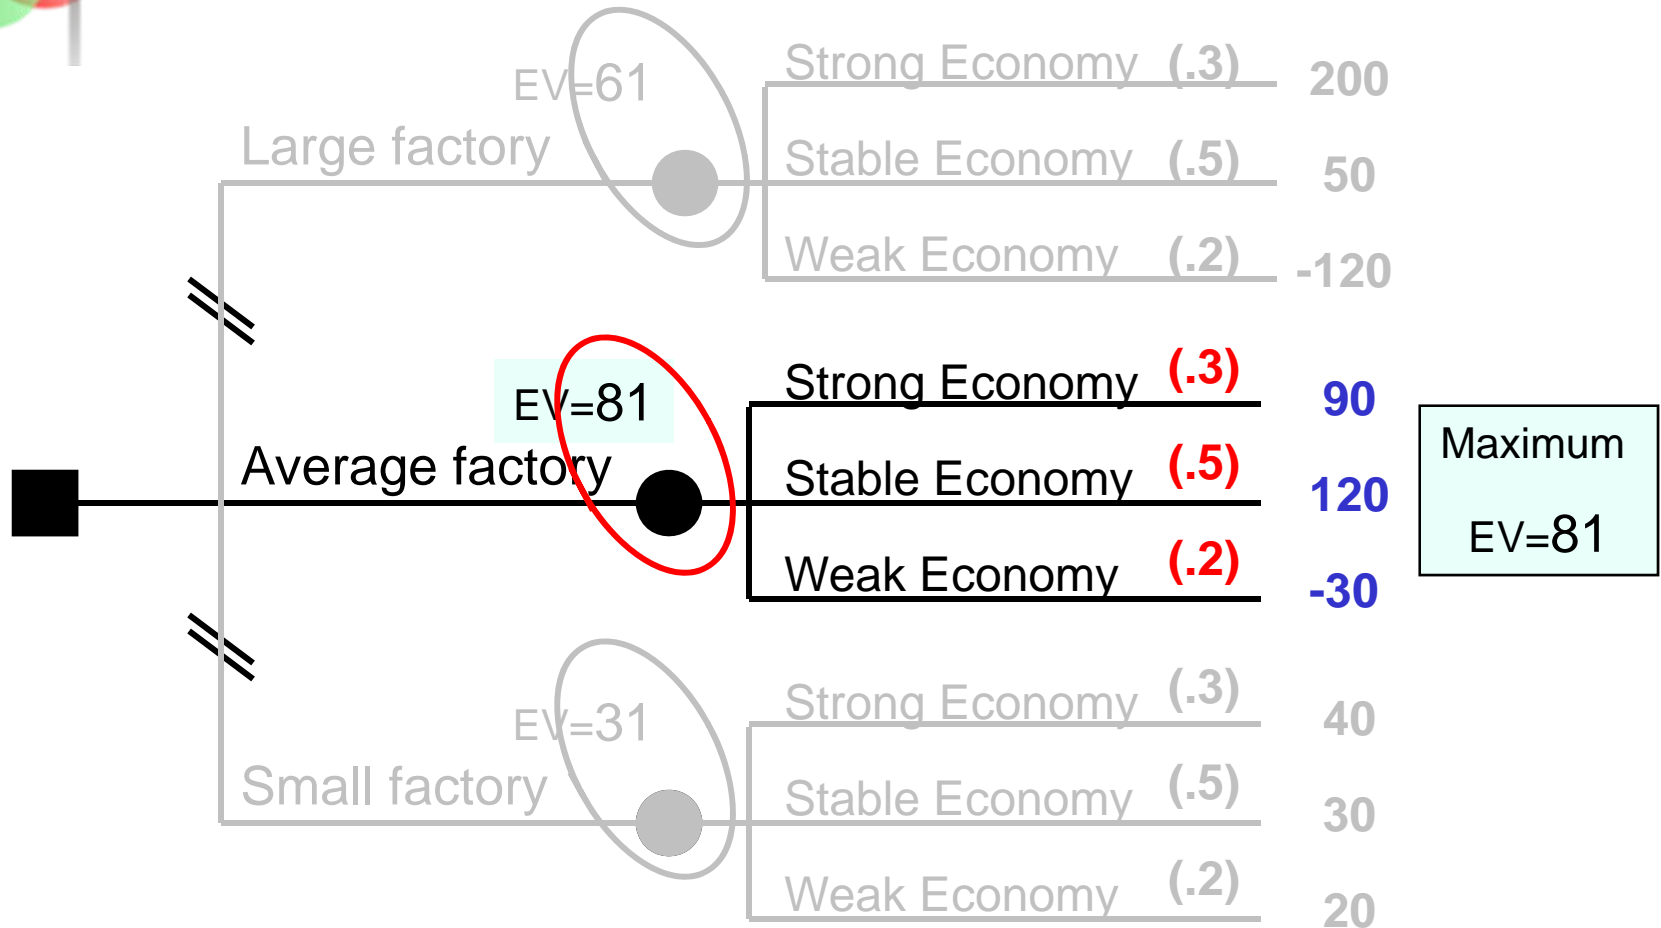 Strong Economy (.3) 200
EV=61
Large factory
Stable Economy (.5) 50
Weak Economy (.2) -120
Strong Economy (.3) 90
EV=81
Average factory
Stable Economy (.5) 120
Weak Economy (.2) -30
Maximum
EV=81
Strong Economy (.3) 40
EV=31
Small factory
Stable Economy (.5) 30
Weak Economy (.2) 20